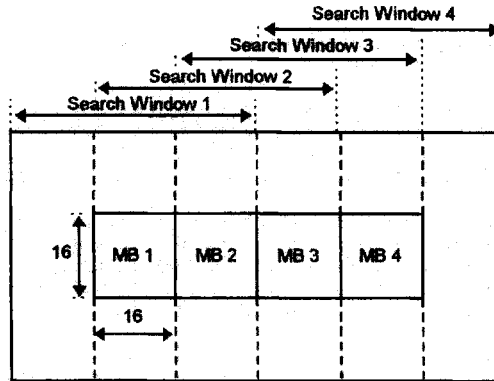 Search Window 4
Search Window 3
Search Window 2
Search Window 1
16
MB 1 MB 2 MB 3 MB 4
16